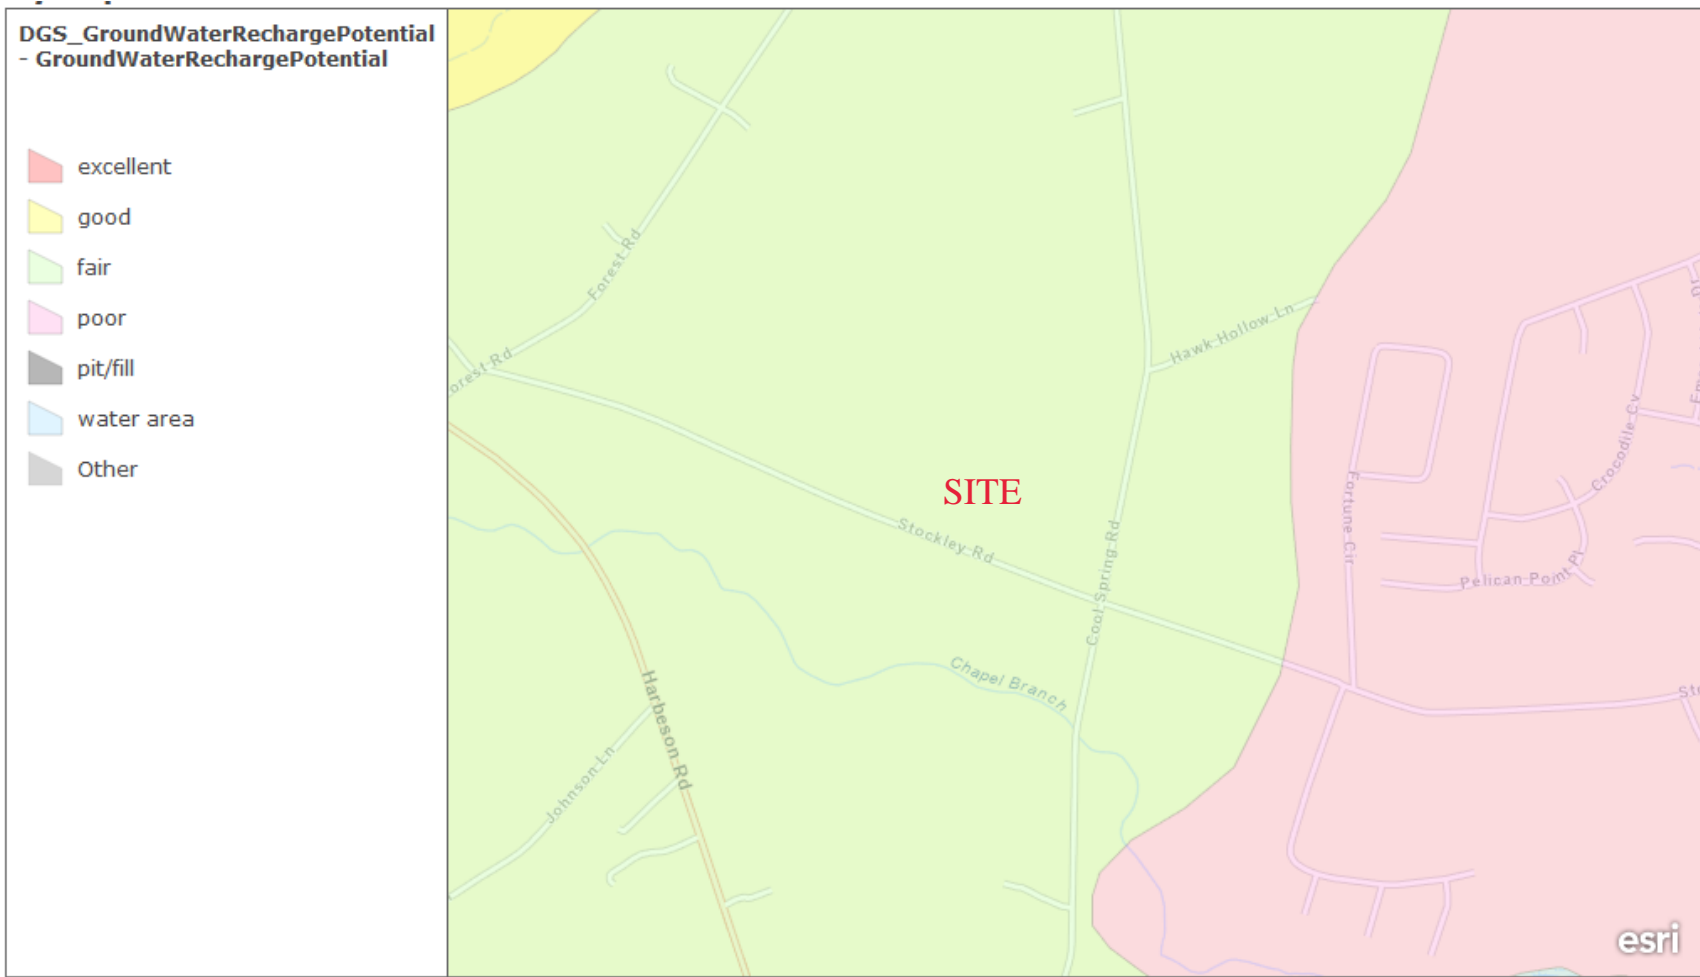 DGS_GroundWaterRechargePotential
- GroundWaterRechargePotential
excellent
good
fair
poor
pit/fill
water area
Other
Forest Rd
orest Rd
Hawk Hollow Ln
SITE
Stockley Rd
Cool Spring Rd
Fortune Cir
Crocodile Cv
Pelican Point Pl
Chapel Branch
Harbeson Rd
Johnson Ln
esri